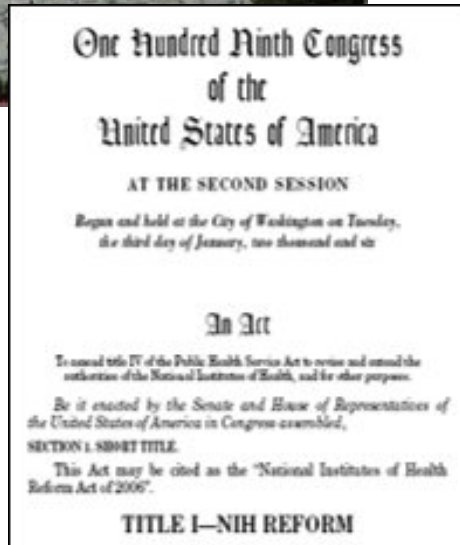 One Hundred Ninth Congress
of the
United States of America
AT THE SECOND SESSION
Began and held at the City of Washington on Tuesday,
the third day of January, two thousand and six
An Act
To amend title IV of the Public Health Service Act to revise and extend the
authorities of the National Institutes of Health, and for other purposes.
Be it enacted by the Senate and House of Representatives of
the United States of America in Congress assembled,
SECTION 1. SHORT TITLE.
This Act may be cited as the “National Institutes of Health
Reform Act of 2006”.
TITLE I—NIH REFORM